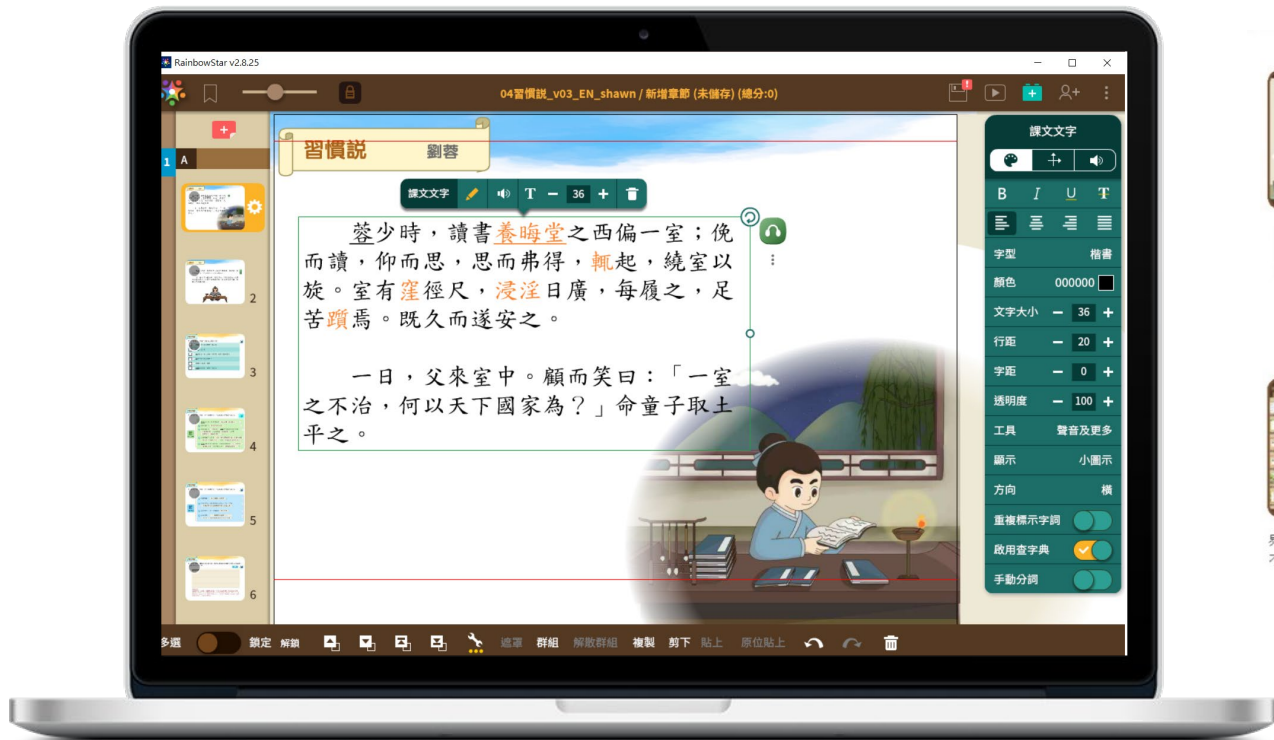 RainbowStar v2.8.25
04習慣説_v03_EN_shawn / 新增章節 (未儲存) (總分:0)
1 A
2
3
4
5
6
習慣説 劉蓉
課文文字 T − 36 +
蓉少時，讀書養晦堂之西偏一室；俛
而讀，仰而思，思而弗得，輒起，繞室以
旋。室有窪徑尺，浸淫日廣，每履之，足
苦躓焉。既久而遂安之。
一日，父來室中。顧而笑曰：「一室
之不治，何以天下國家為？」命童子取土
平之。
課文文字
B I U T
字型 楷書
顏色 000000
文字大小 − 36 +
行距 − 20 +
字距 − 0 +
透明度 − 100 +
工具 聲音及更多
顯示 小圖示
方向 橫
重複標示字詞
啟用查字典
手動分詞
多選 鎖定 解鎖 遮罩 群組 解散群組 複製 剪下 貼上 原位貼上